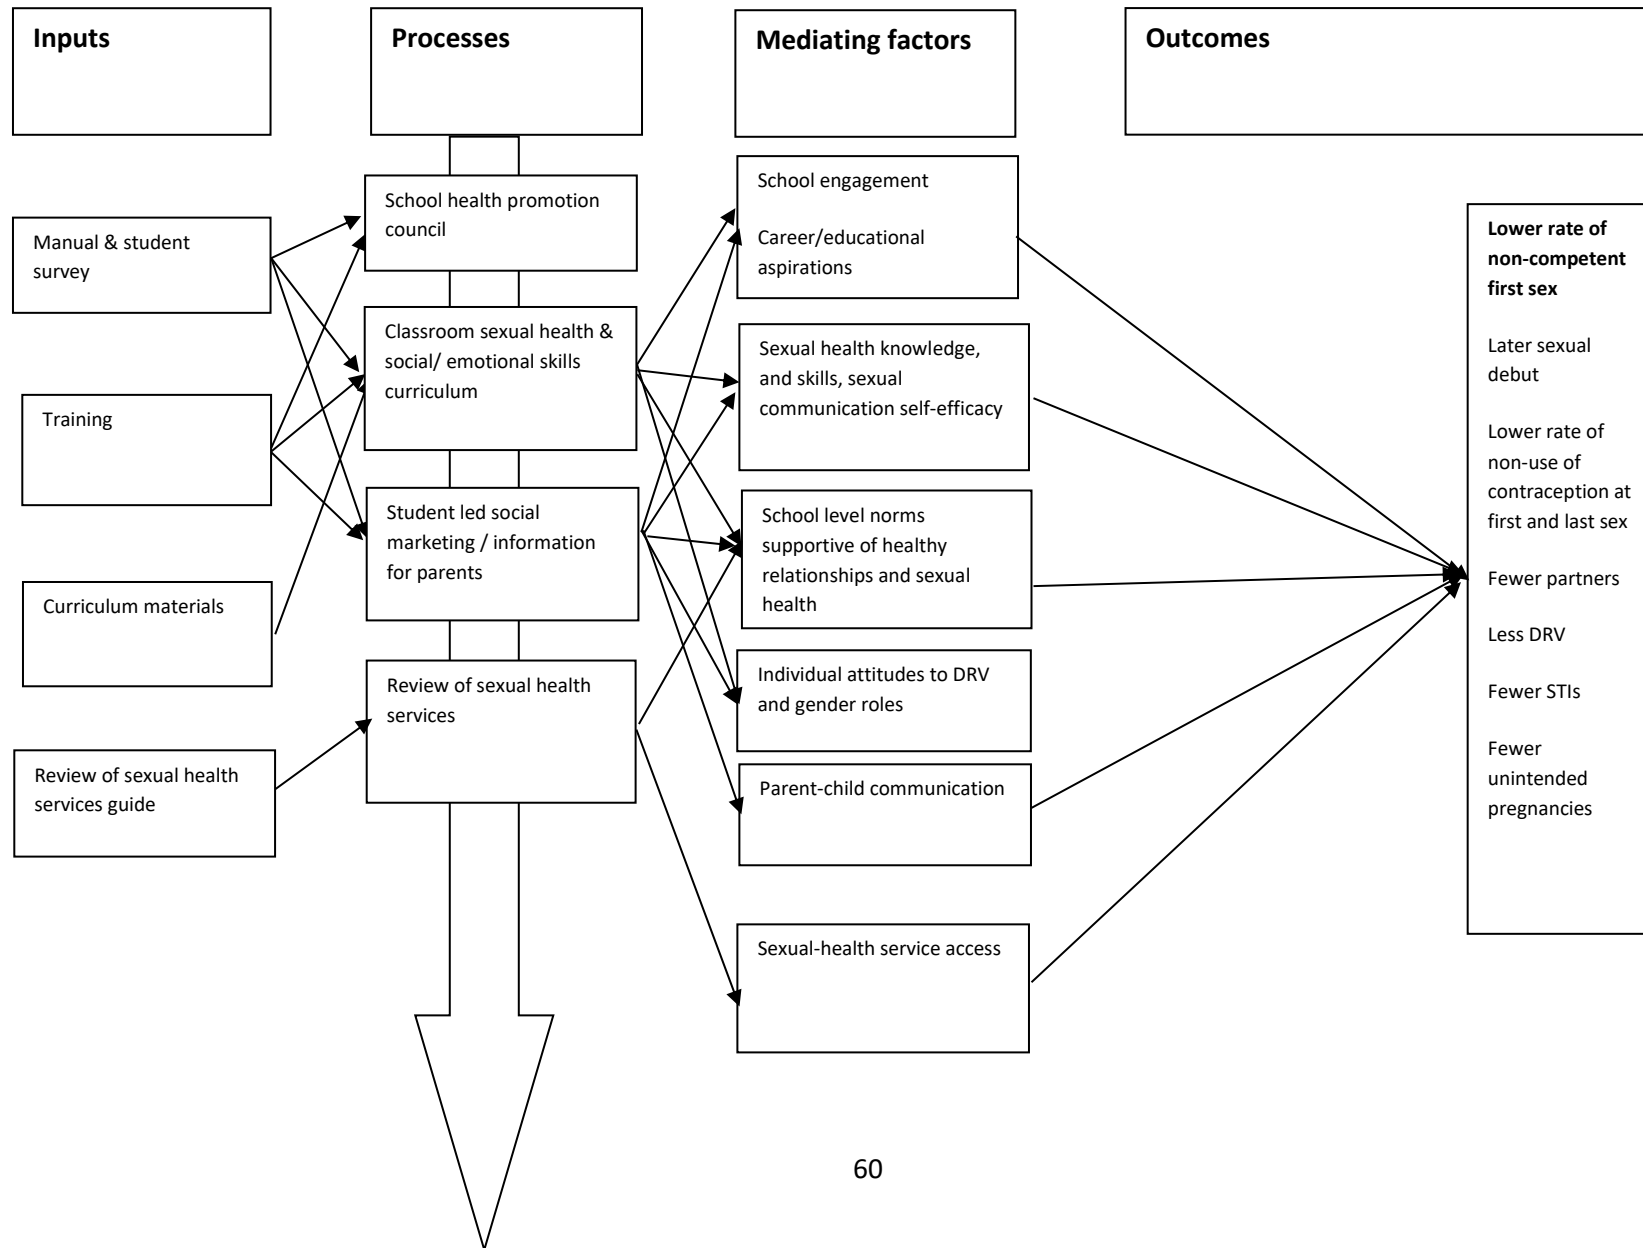 Inputs
Processes
Mediating factors
Outcomes
Manual & student
survey
Training
Curriculum materials
Review of sexual health
services guide
School health promotion
council
Classroom sexual health &
social/ emotional skills
curriculum
Student led social
marketing / information
for parents
Review of sexual health
services
School engagement
Career/educational
aspirations
Sexual health knowledge,
and skills, sexual
communication self-efficacy
School level norms
supportive of healthy
relationships and sexual
health
Individual attitudes to DRV
and gender roles
Parent-child communication
Sexual-health service access
Lower rate of
non-competent
first sex
Later sexual
debut
Lower rate of
non-use of
contraception at
first and last sex
Fewer partners
Less DRV
Fewer STIs
Fewer
unintended
pregnancies
60